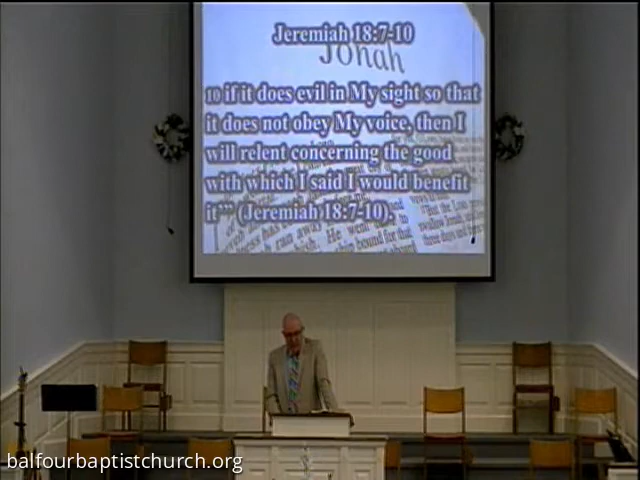 Jeremiah 18:7-10
Jonah
10 if it does evil in My sight so that
it does not obey My voice, then I
will relent concerning the good
with which I said I would benefit
it'" (Jeremiah 18:7-10).
balfourbaptistchurch.org